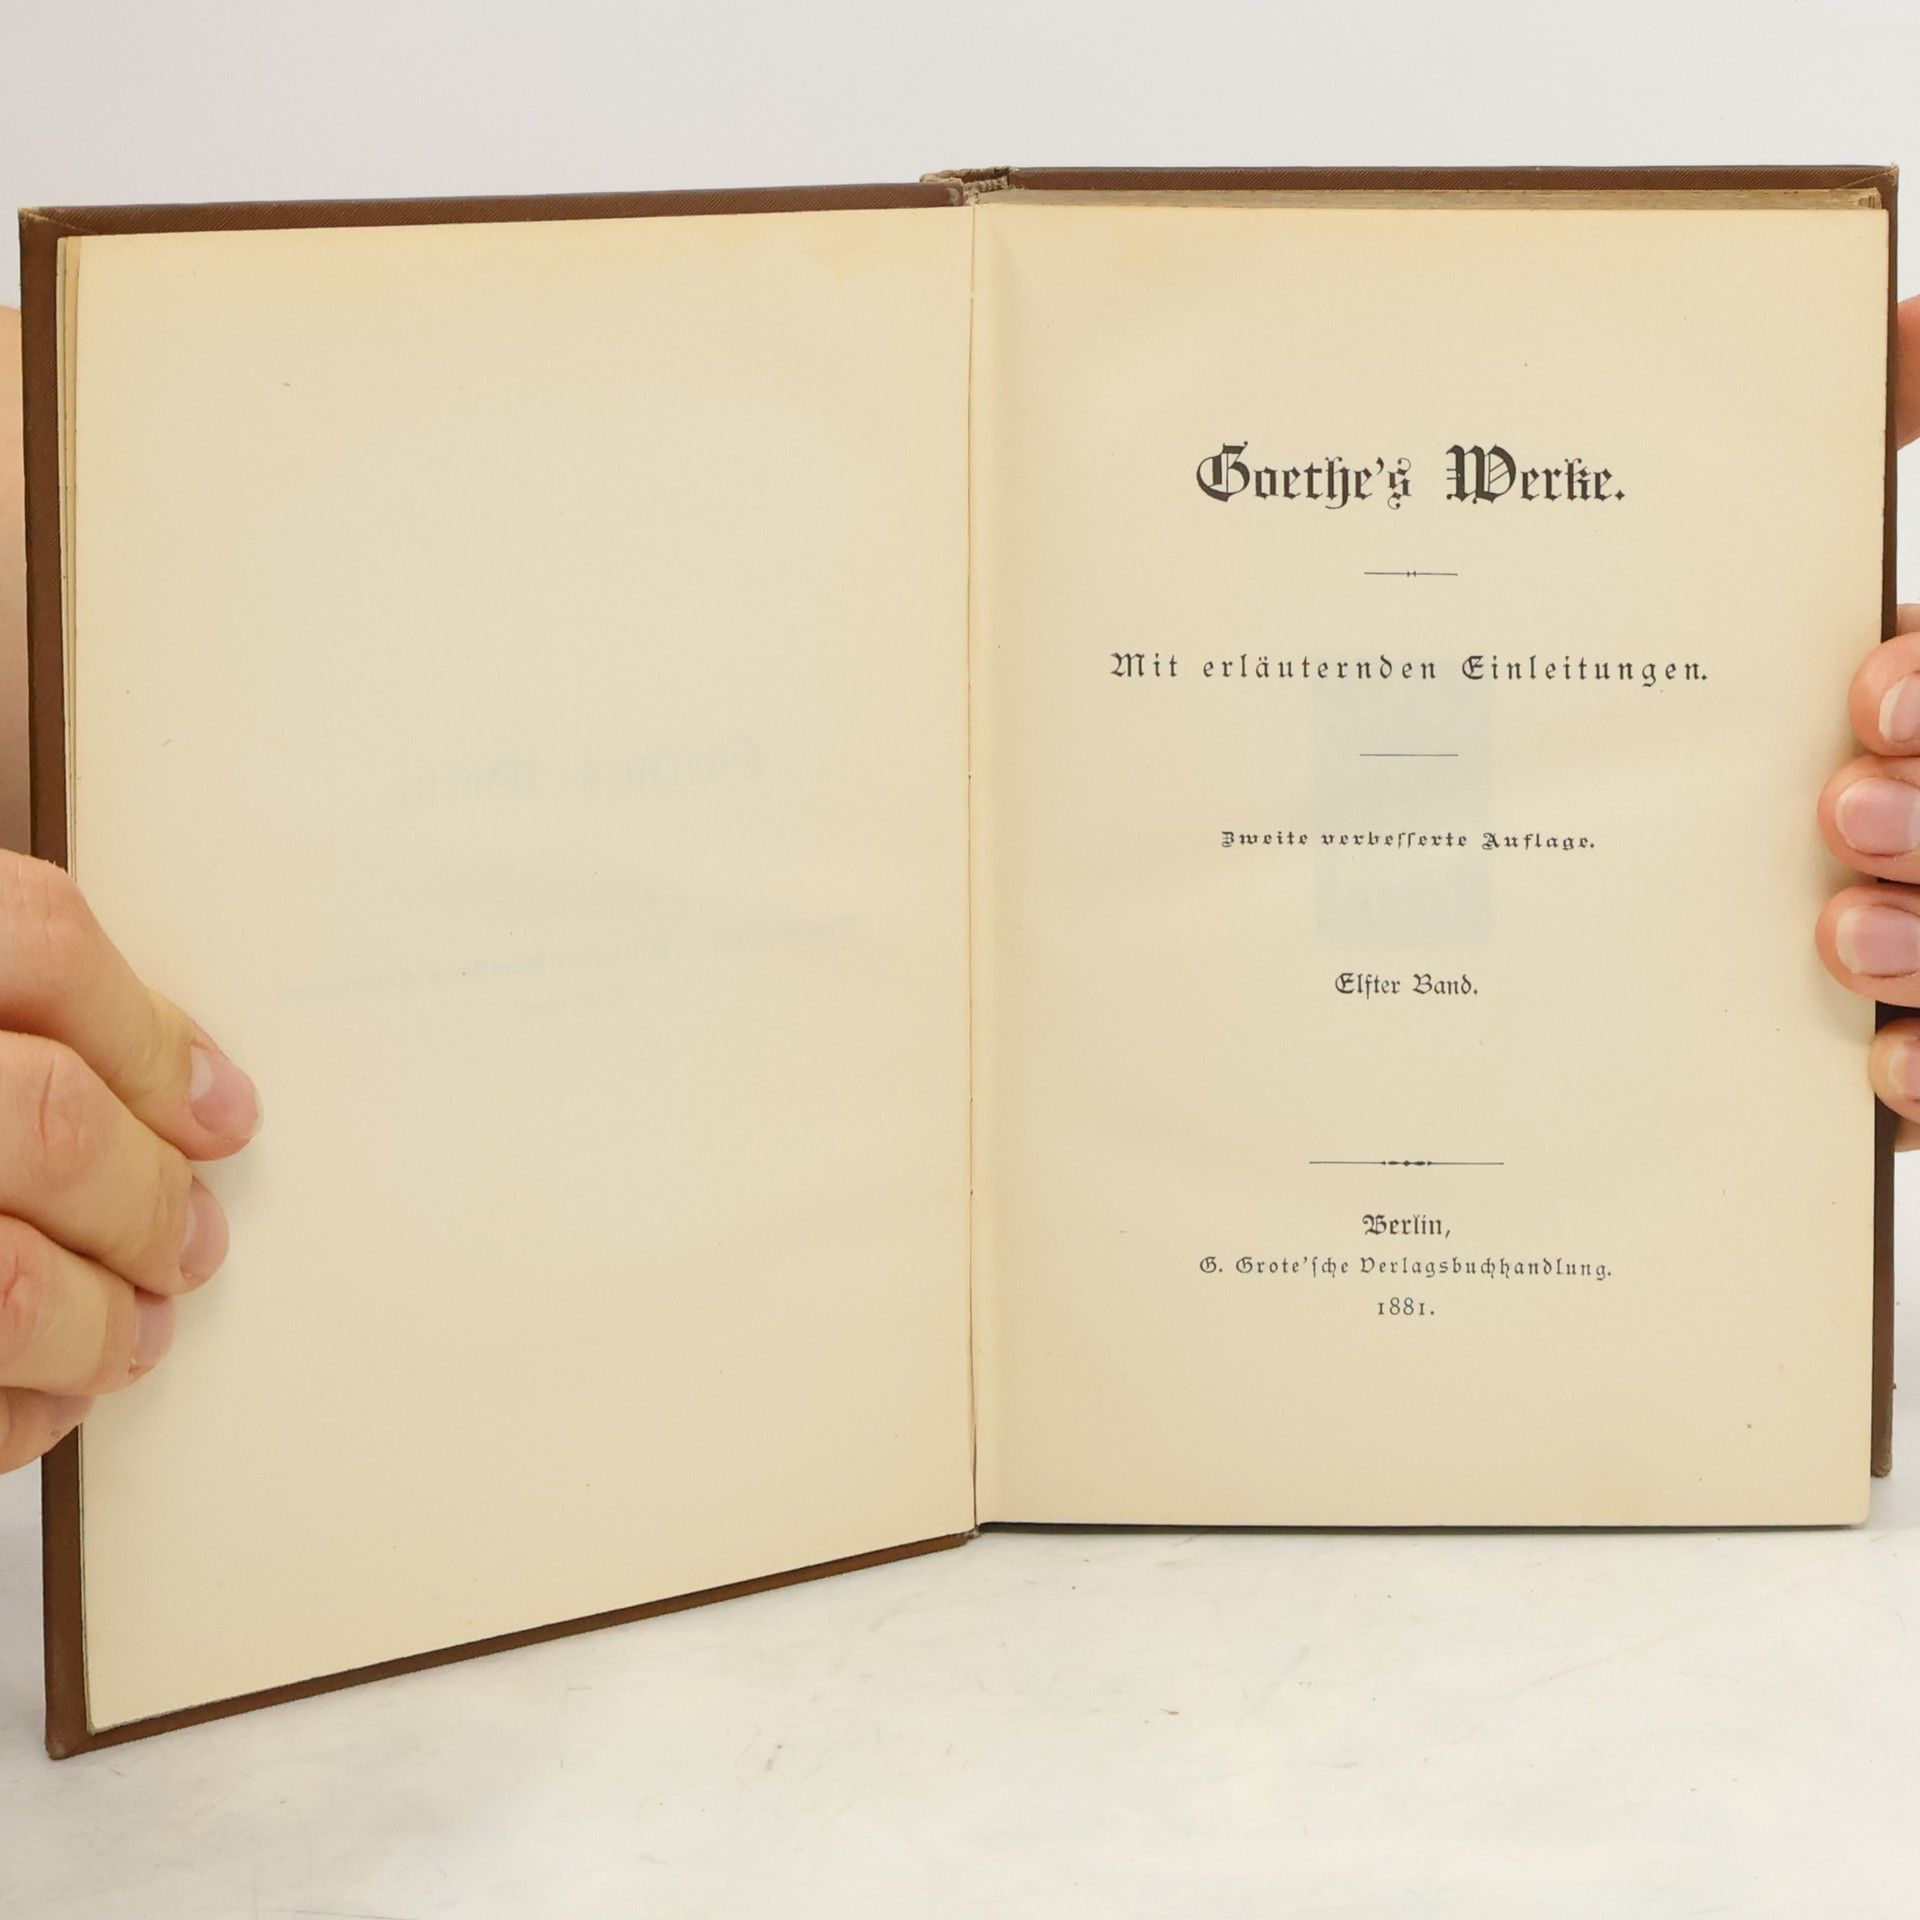 Goethe's Werke.
Mit erläuternden Einleitungen.
Zweite verbesserte Auflage.
Elfter Band.
Berlin,
G. Grote'sche Verlagsbuchhandlung.
1881.